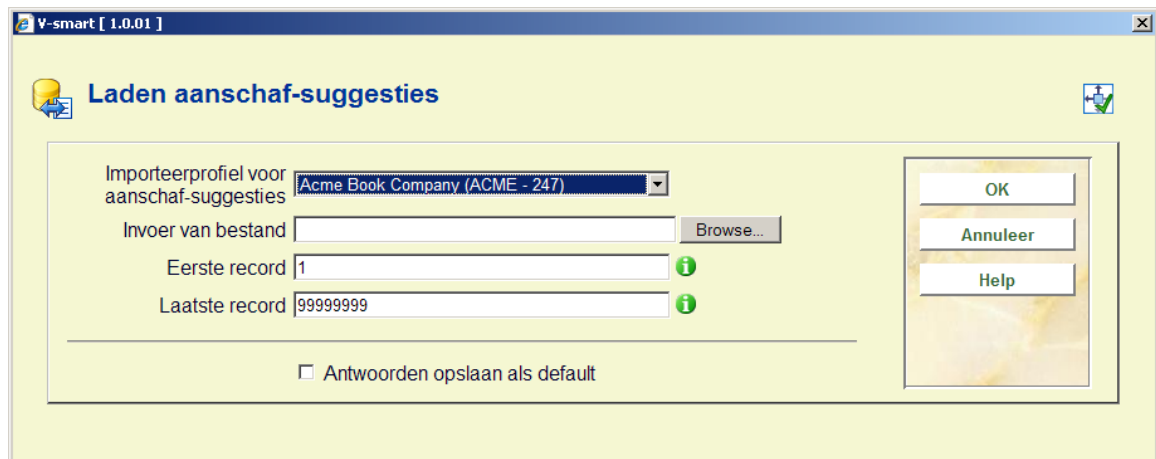 V-smart [ 1.0.01 ]
Laden aanschaf-suggesties
Importeerprofiel voor
aanschaf-suggesties
Acme Book Company (ACME - 247)
Invoer van bestand
Browse...
Eerste record
1
Laatste record
99999999
Antwoorden opslaan als default
OK
Annuleer
Help